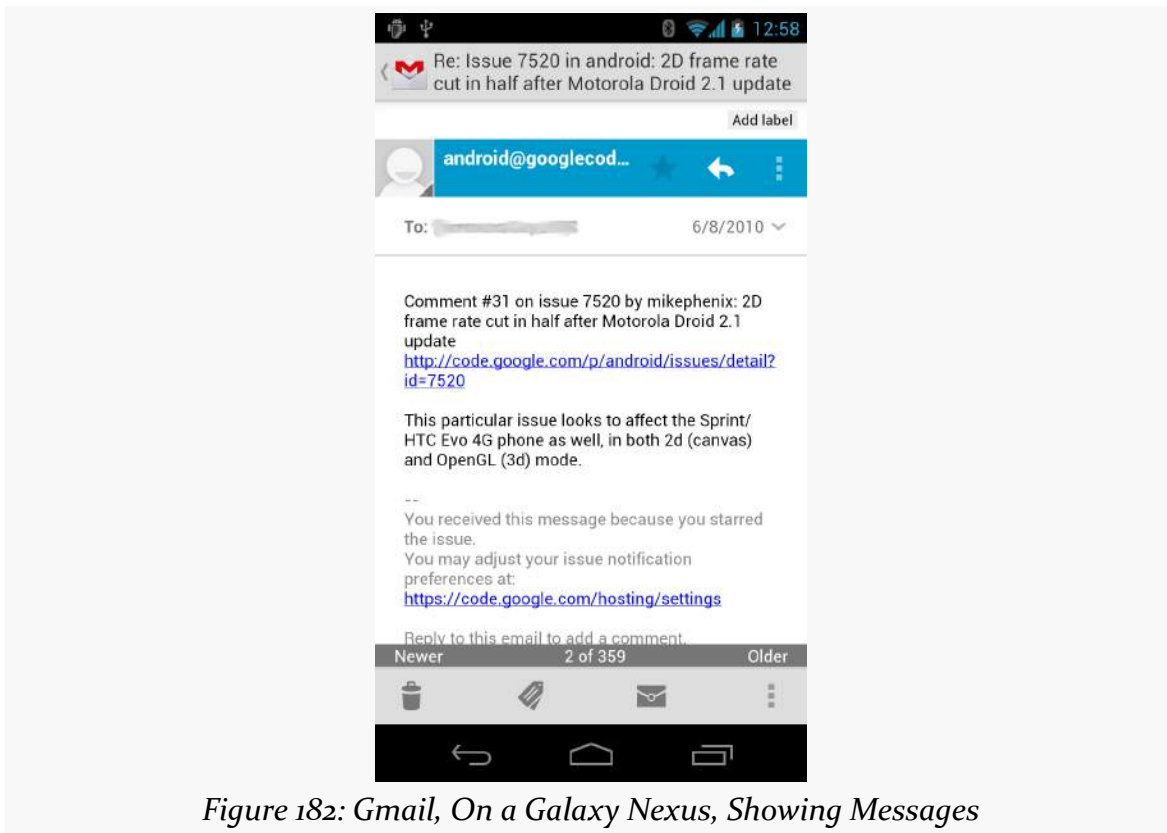 12:58
Re: Issue 7520 in android: 2D frame rate
cut in half after Motorola Droid 2.1 update
Add label
android@googlecod...
To:
6/8/2010
Comment #31 on issue 7520 by mikephenix: 2D
frame rate cut in half after Motorola Droid 2.1
update
http://code.google.com/p/android/issues/detail?
id=7520
This particular issue looks to affect the Sprint/
HTC Evo 4G phone as well, in both 2d (canvas)
and OpenGL (3d) mode.
--
You received this message because you starred
the issue.
You may adjust your issue notification
preferences at:
https://code.google.com/hosting/settings
Reply to this email to add a comment.
Newer 2 of 359 Older
Figure 182: Gmail, On a Galaxy Nexus, Showing Messages